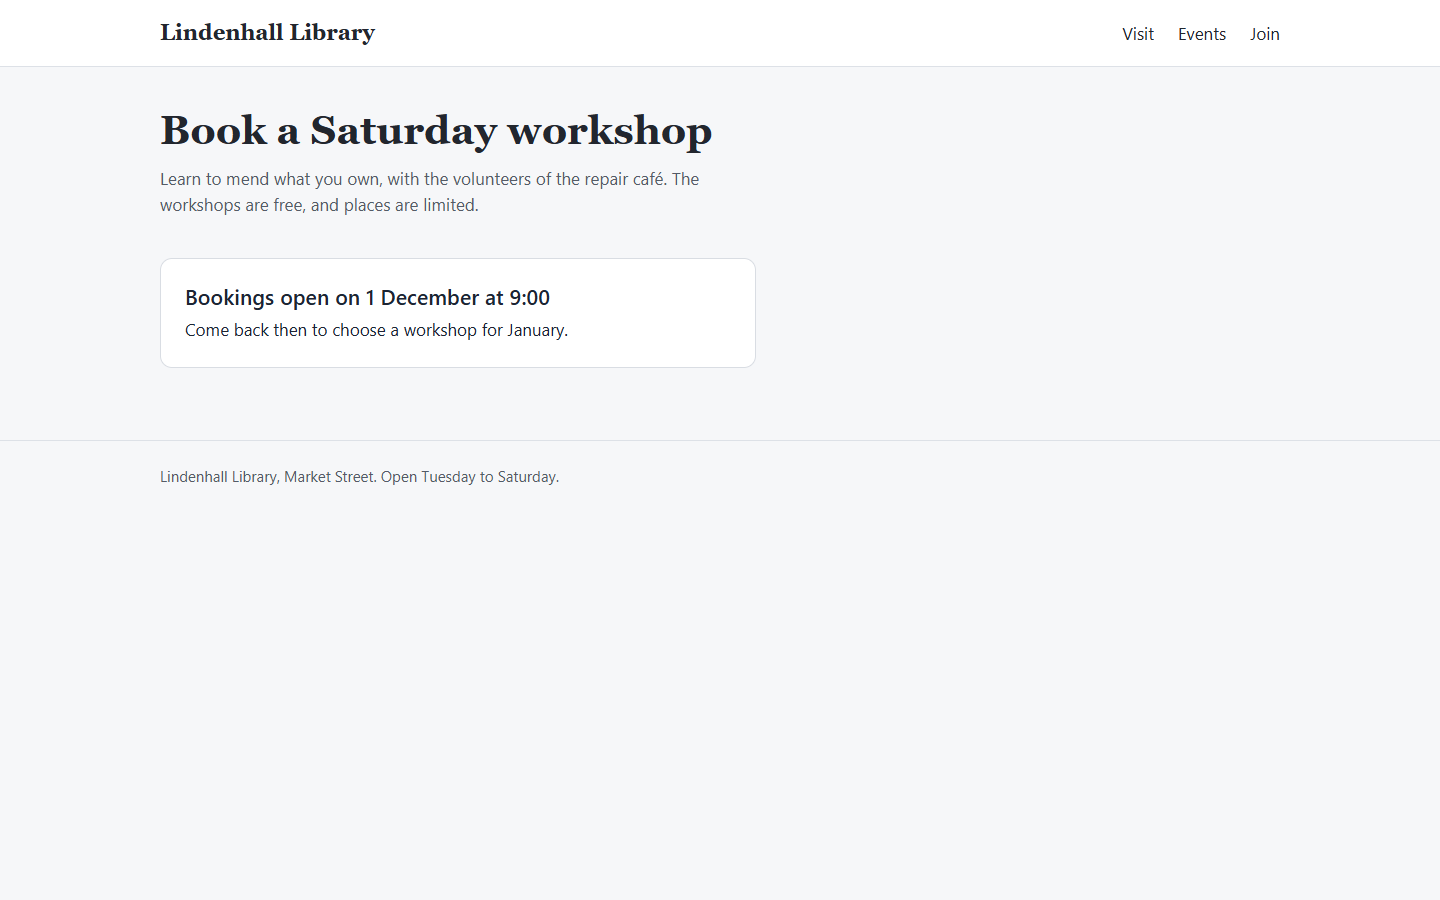 Lindenhall Library
Visit Events Join
Book a Saturday workshop
Learn to mend what you own, with the volunteers of the repair café. The
workshops are free, and places are limited.
Bookings open on 1 December at 9:00
Come back then to choose a workshop for January.
Lindenhall Library, Market Street. Open Tuesday to Saturday.